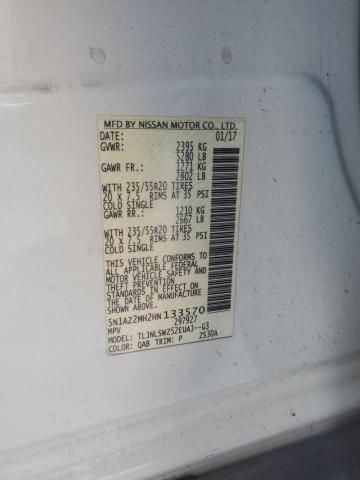 MFD BY NISSAN MOTOR CO., LTD.
DATE: 01/17
GVWR: 2395 KG
5280 LB
GAWR FR.: 1271 KG
2802 LB
WITH 235/55R20 TIRES
20 X 7.5 RIMS AT 35 PSI
COLD SINGLE
GAWR RR.: 1210 KG
2667 LB
WITH 235/55R20 TIRES
20 X 7.5 RIMS AT 35 PSI
COLD SINGLE
THIS VEHICLE CONFORMS TO
ALL APPLICABLE FEDERAL
MOTOR VEHICLE SAFETY AND
THEFT PREVENTION
STANDARDS IN EFFECT ON
THE DATE OF MANUFACTURE
SHOWN ABOVE.
5N1AZ2MH2HN133570
MPV 297927
TLJNLSWZ52EUAJ--G3
COLOR: QAB TRIM: P ZS30A